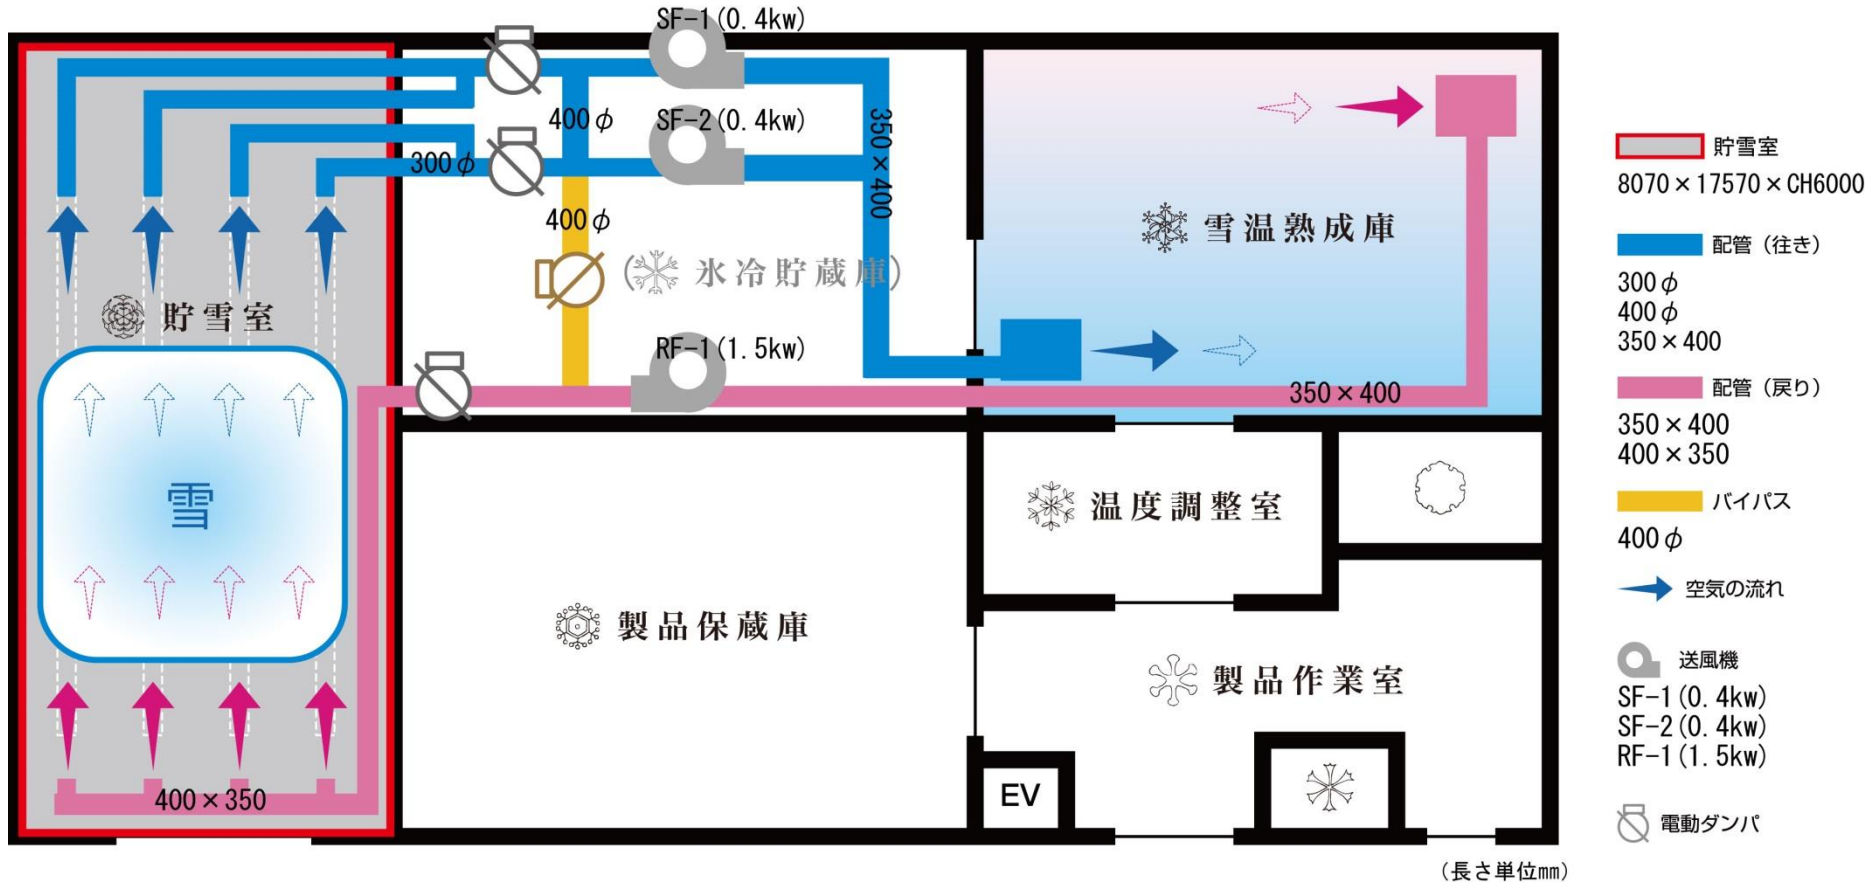 SF-1(0.4kw)
400φ
SF-2(0.4kw)
300φ
350×400
400φ
(氷冷貯蔵庫)
貯雪室
RF-1(1.5kw)
雪
400×350
雪温熟成庫
350×400
温度調整室
製品保蔵庫
製品作業室
EV
貯雪室
8070×17570×CH6000
配管（往き）
300φ
400φ
350×400
配管（戻り）
350×400
400×350
バイパス
400φ
空気の流れ
送風機
SF-1(0.4kw)
SF-2(0.4kw)
RF-1(1.5kw)
電動ダンパ
(長さ単位mm)